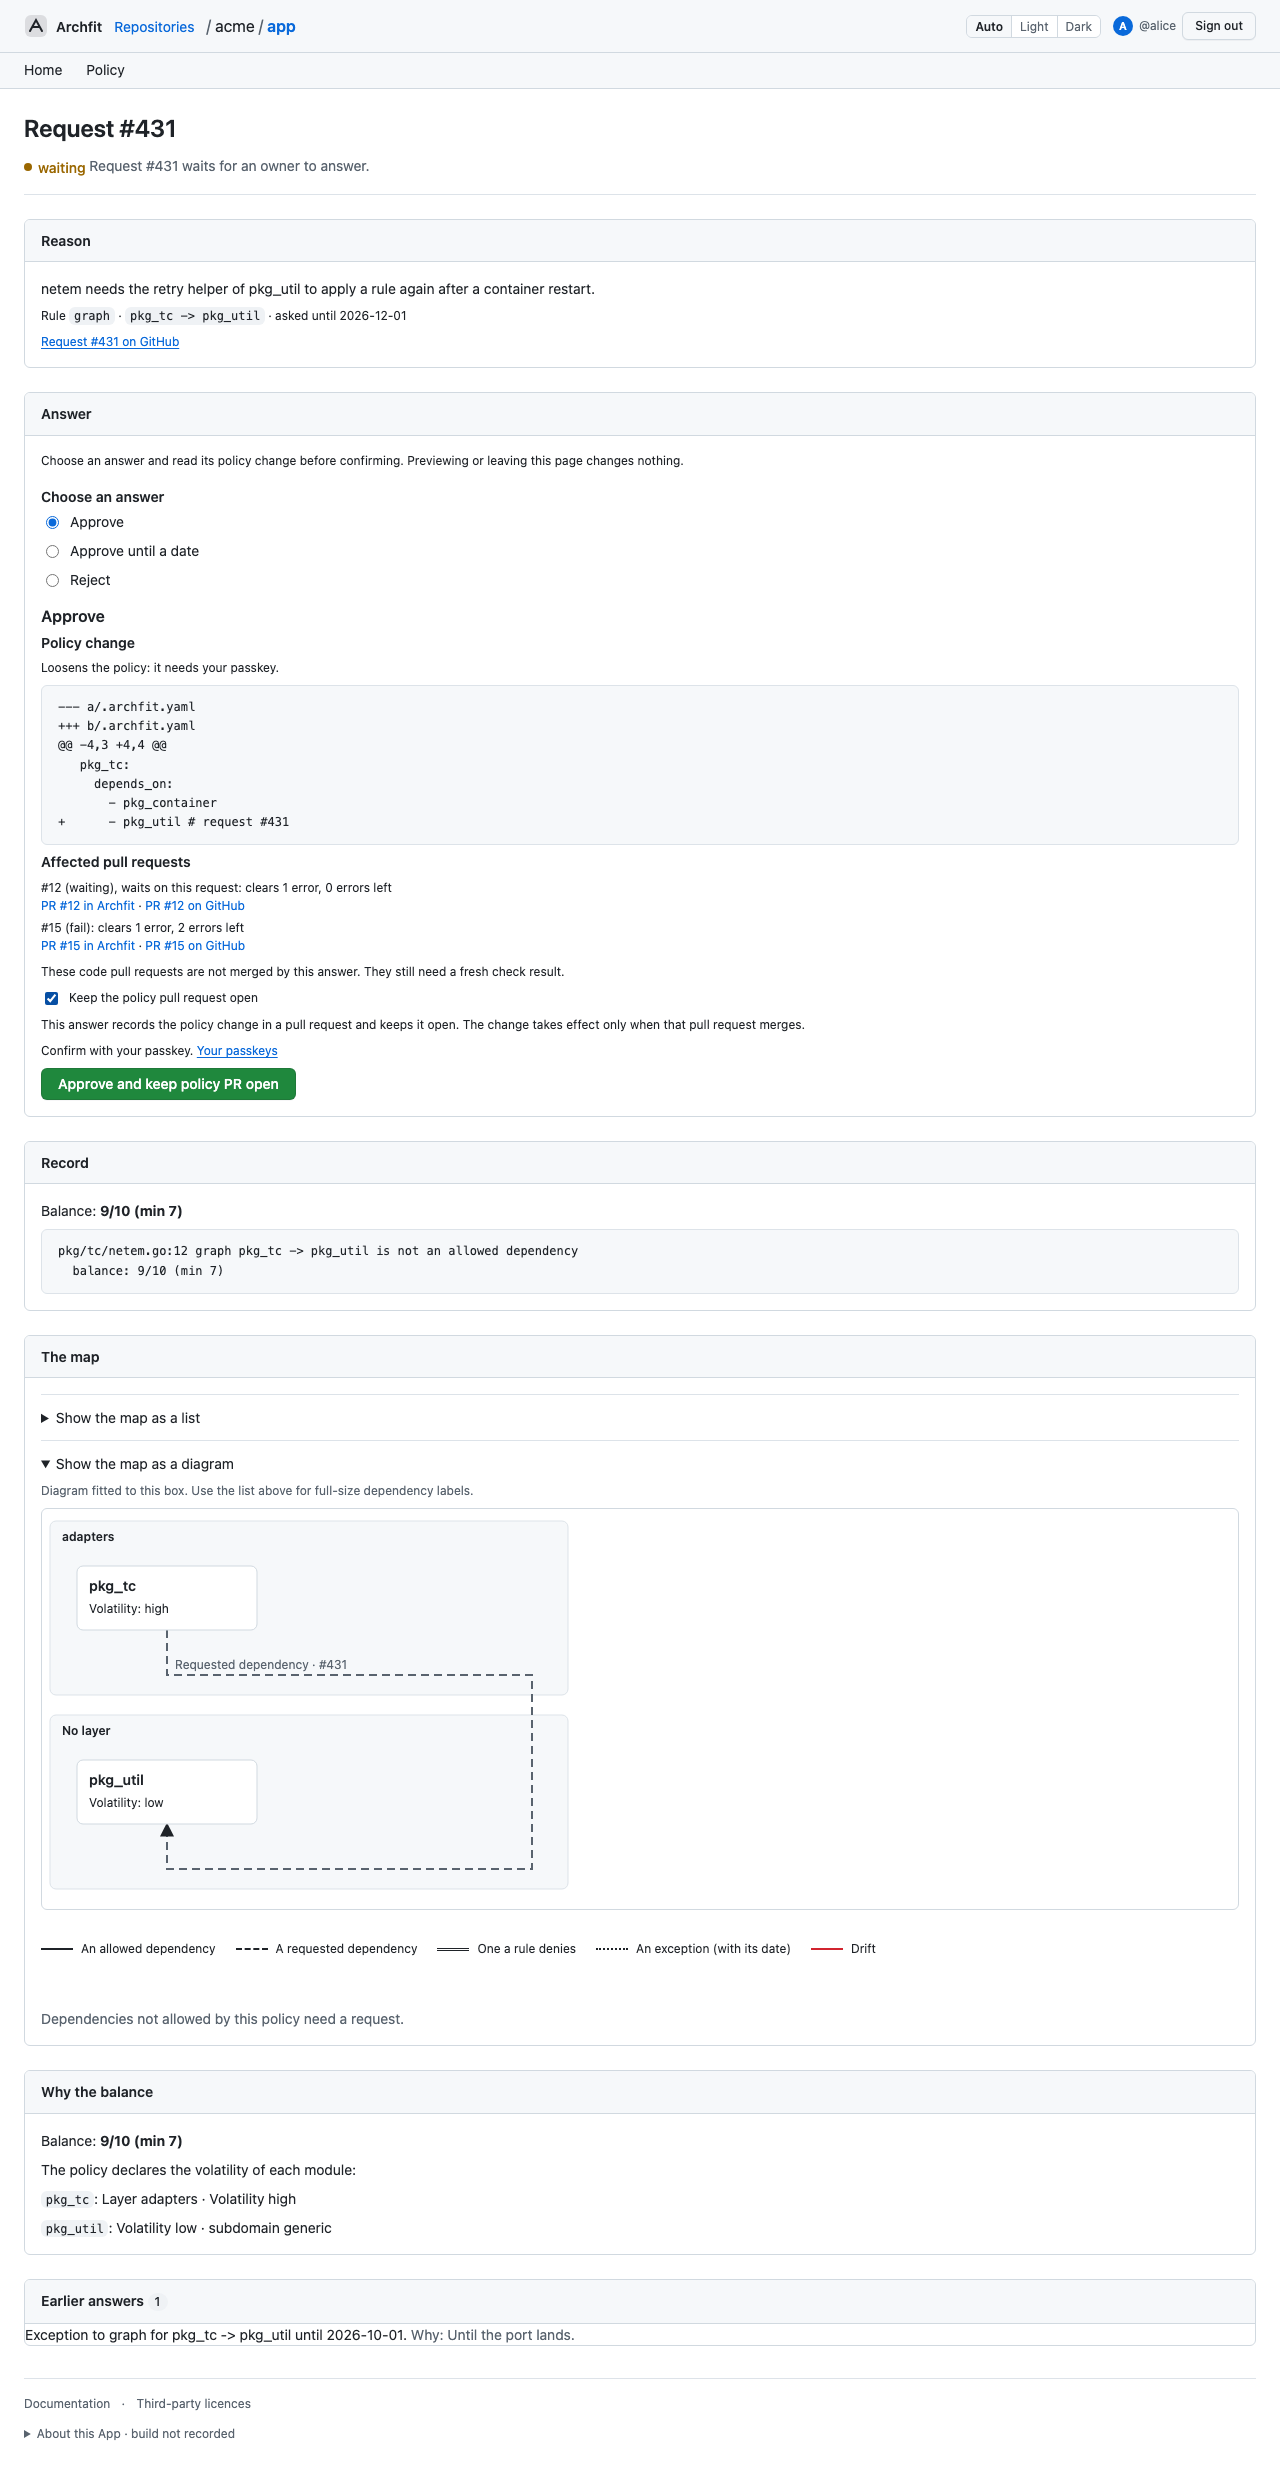 Archfit Repositories / acme / app Auto Light Dark A @alice Sign out
Home Policy
Request #431
waiting Request #431 waits for an owner to answer.
Reason
netem needs the retry helper of pkg_util to apply a rule again after a container restart.
Rule graph · pkg_tc -> pkg_util · asked until 2026-12-01
Request #431 on GitHub
Answer
Choose an answer and read its policy change before confirming. Previewing or leaving this page changes nothing.
Choose an answer
Approve
Approve until a date
Reject
Approve
Policy change
Loosens the policy: it needs your passkey.
--- a/.archfit.yaml
+++ b/.archfit.yaml
@@ -4,3 +4,4 @@
   pkg_tc:
     depends_on:
       - pkg_container
+      - pkg_util # request #431
Affected pull requests
#12 (waiting), waits on this request: clears 1 error, 0 errors left
PR #12 in Archfit · PR #12 on GitHub
#15 (fail): clears 1 error, 2 errors left
PR #15 in Archfit · PR #15 on GitHub
These code pull requests are not merged by this answer. They still need a fresh check result.
Keep the policy pull request open
This answer records the policy change in a pull request and keeps it open. The change takes effect only when that pull request merges.
Confirm with your passkey. Your passkeys
Approve and keep policy PR open
Record
Balance: 9/10 (min 7)
pkg/tc/netem.go:12 graph pkg_tc -> pkg_util is not an allowed dependency
  balance: 9/10 (min 7)
The map
Show the map as a list
Show the map as a diagram
Diagram fitted to this box. Use the list above for full-size dependency labels.
adapters
pkg_tc
Volatility: high
Requested dependency · #431
No layer
pkg_util
Volatility: low
An allowed dependency A requested dependency One a rule denies An exception (with its date) Drift
Dependencies not allowed by this policy need a request.
Why the balance
Balance: 9/10 (min 7)
The policy declares the volatility of each module:
pkg_tc: Layer adapters · Volatility high
pkg_util: Volatility low · subdomain generic
Earlier answers 1
Exception to graph for pkg_tc -> pkg_util until 2026-10-01. Why: Until the port lands.
Documentation · Third-party licences
About this App · build not recorded